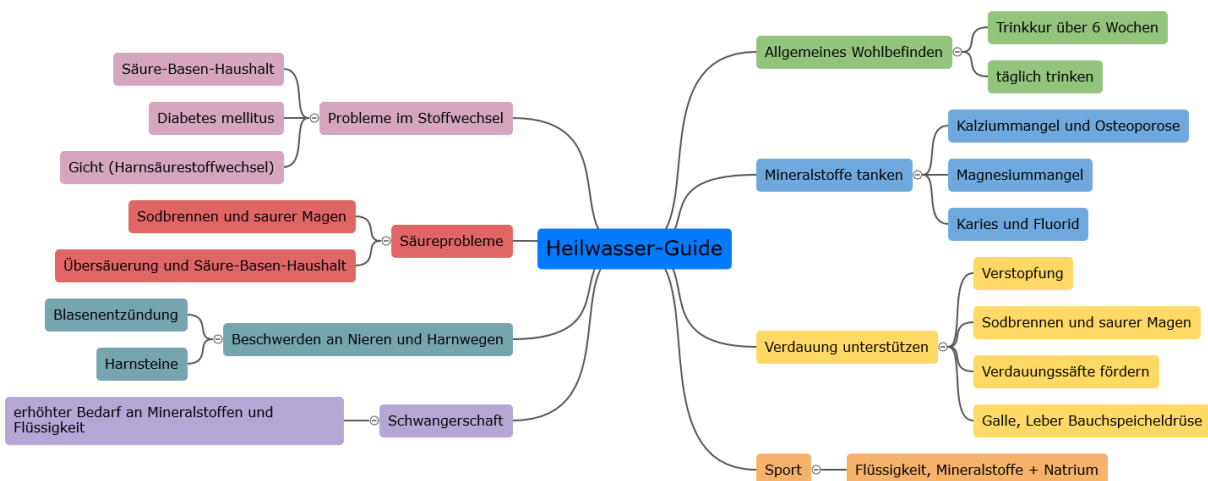 Heilwasser-Guide
Allgemeines Wohlbefinden
Trinkkur über 6 Wochen
täglich trinken
Mineralstoffe tanken
Kalziummangel und Osteoporose
Magnesiummangel
Karies und Fluorid
Verdauung unterstützen
Verstopfung
Sodbrennen und saurer Magen
Verdauungssäfte fördern
Galle, Leber Bauchspeicheldrüse
Sport
Flüssigkeit, Mineralstoffe + Natrium
Probleme im Stoffwechsel
Säure-Basen-Haushalt
Diabetes mellitus
Gicht (Harnsäurestoffwechsel)
Säureprobleme
Sodbrennen und saurer Magen
Übersäuerung und Säure-Basen-Haushalt
Beschwerden an Nieren und Harnwegen
Blasenentzündung
Harnsteine
Schwangerschaft
erhöhter Bedarf an Mineralstoffen und
Flüssigkeit